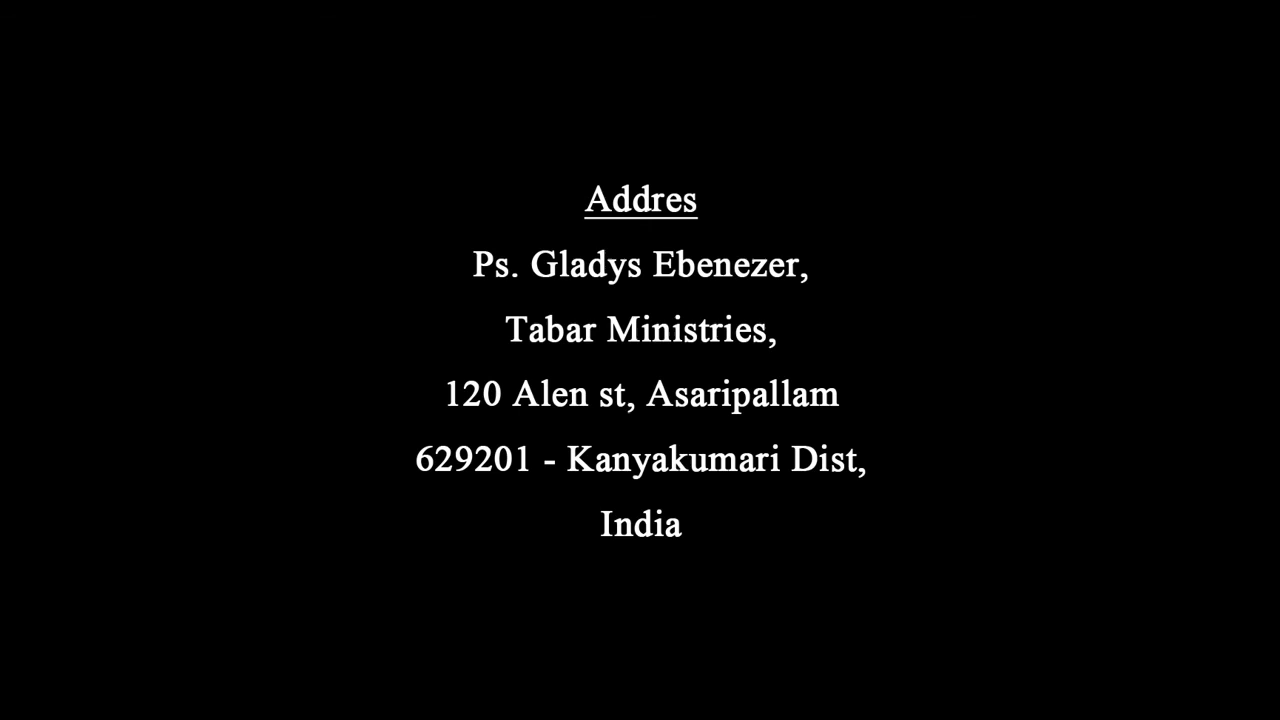 Addres
Ps. Gladys Ebenezer,
Tabar Ministries,
120 Alen st, Asaripallam
629201 - Kanyakumari Dist,
India